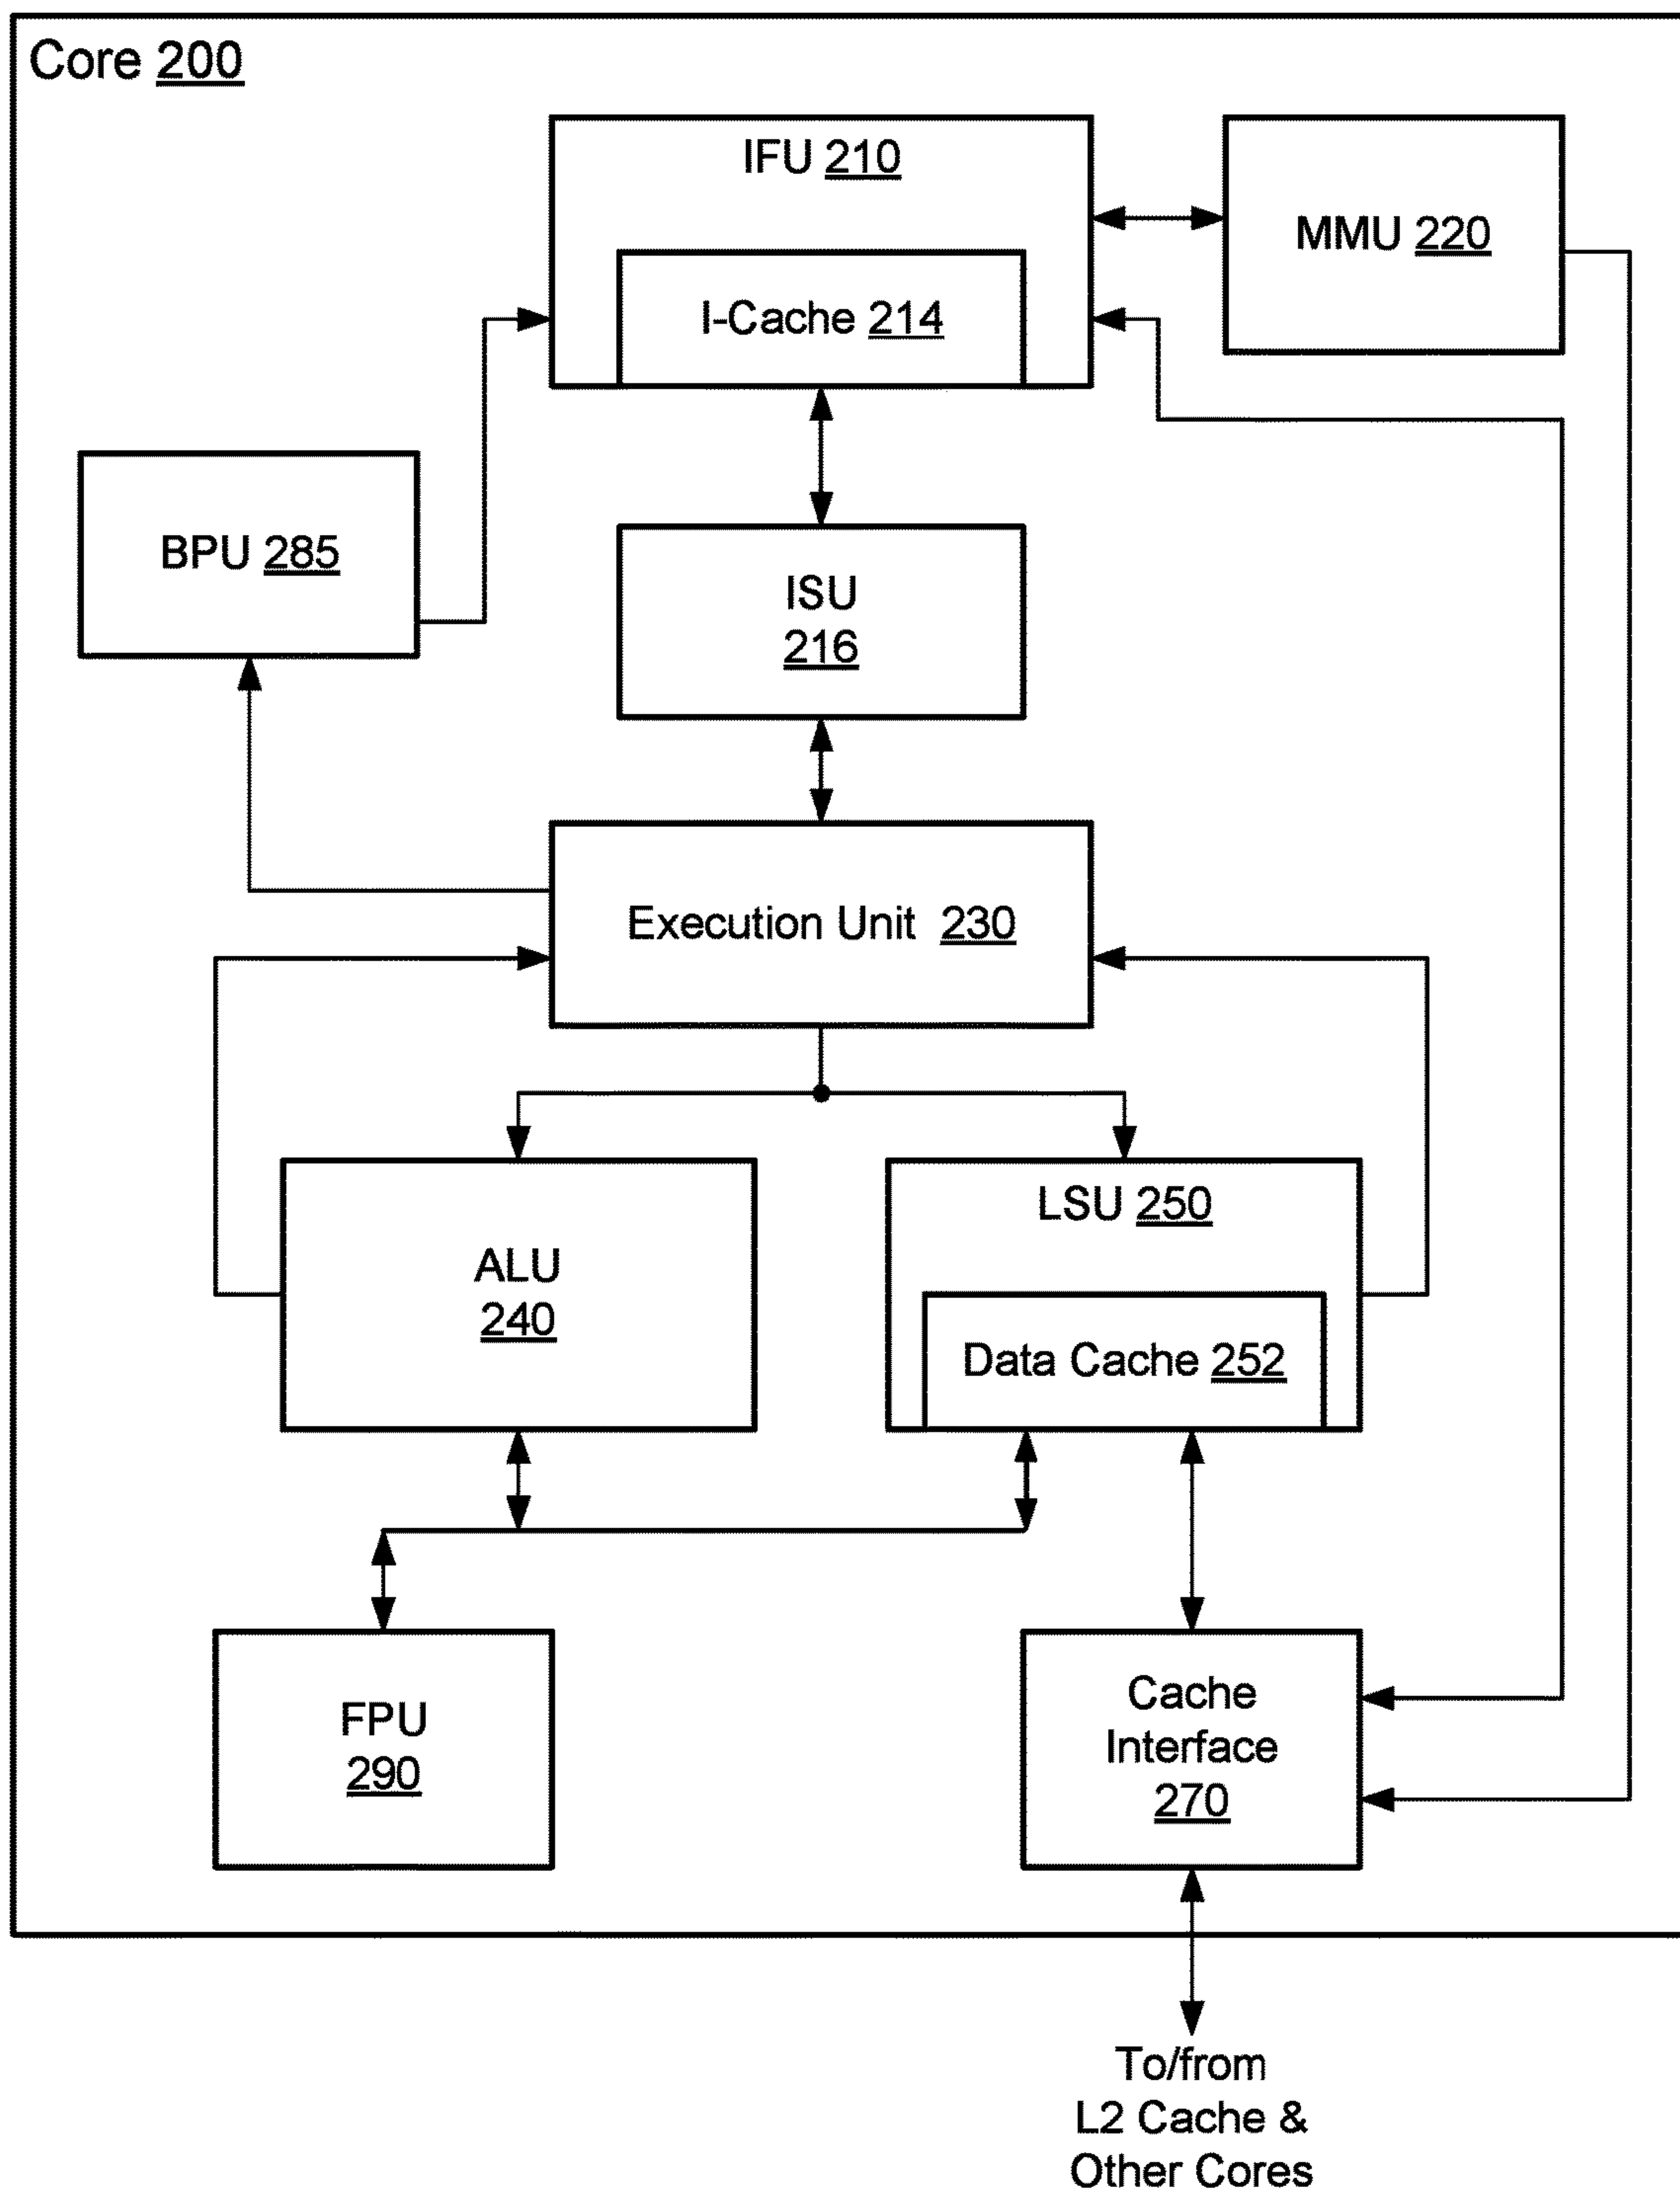 Core 200
IFU 210
MMU 220
I-Cache 214
BPU 285
ISU
216
Execution Unit 230
ALU
240
LSU 250
Data Cache 252
FPU
290
Cache
Interface
270
To/from
L2 Cache &
Other Cores